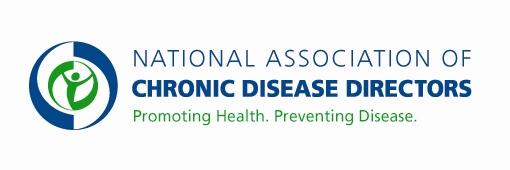 NATIONAL ASSOCIATION OF
CHRONIC DISEASE DIRECTORS
Promoting Health. Preventing Disease.